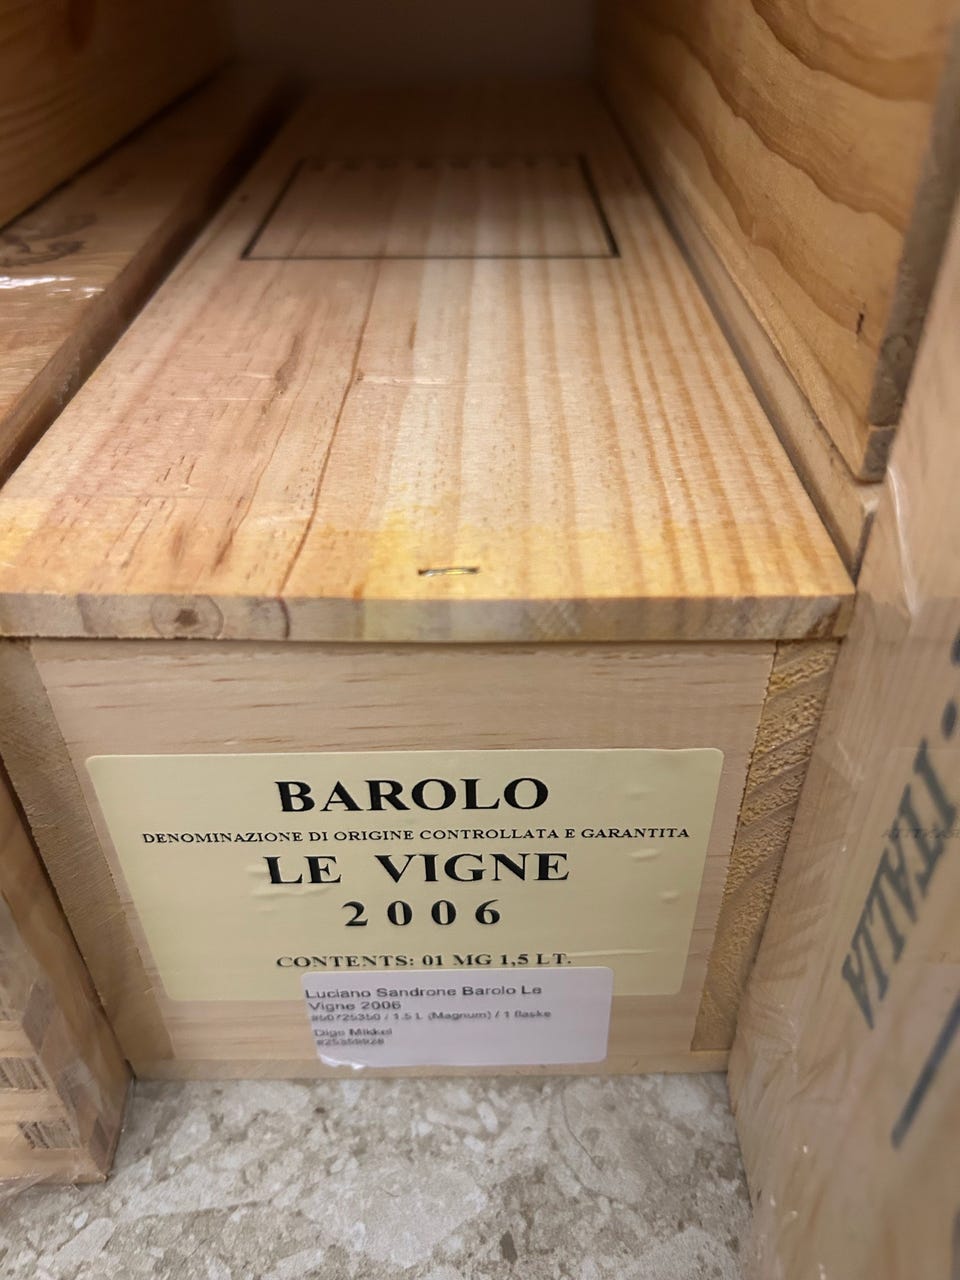 BAROLO
DENOMINAZIONE DI ORIGINE CONTROLLATA E GARANTITA
LE VIGNE
2006
CONTENTS: 01 MG 1,5 LT.
Luciano Sandrone Barolo Le
Vigne 2006
/ 1.5 L (Magnum) / 1 flaske
Mikkel
ITALIA